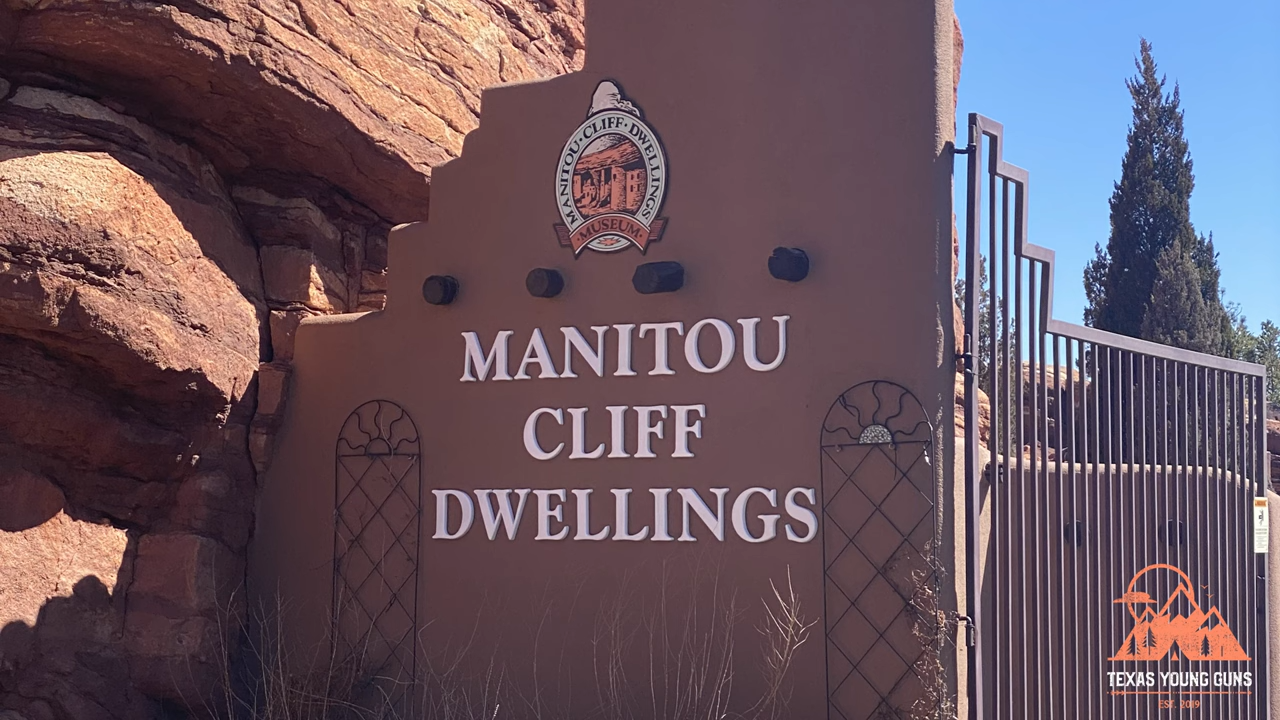 MANITOU · CLIFF · DWELLINGS
· MUSEUM ·
MANITOU
CLIFF
DWELLINGS
TEXAS YOUNG GUNS
EST. 2019